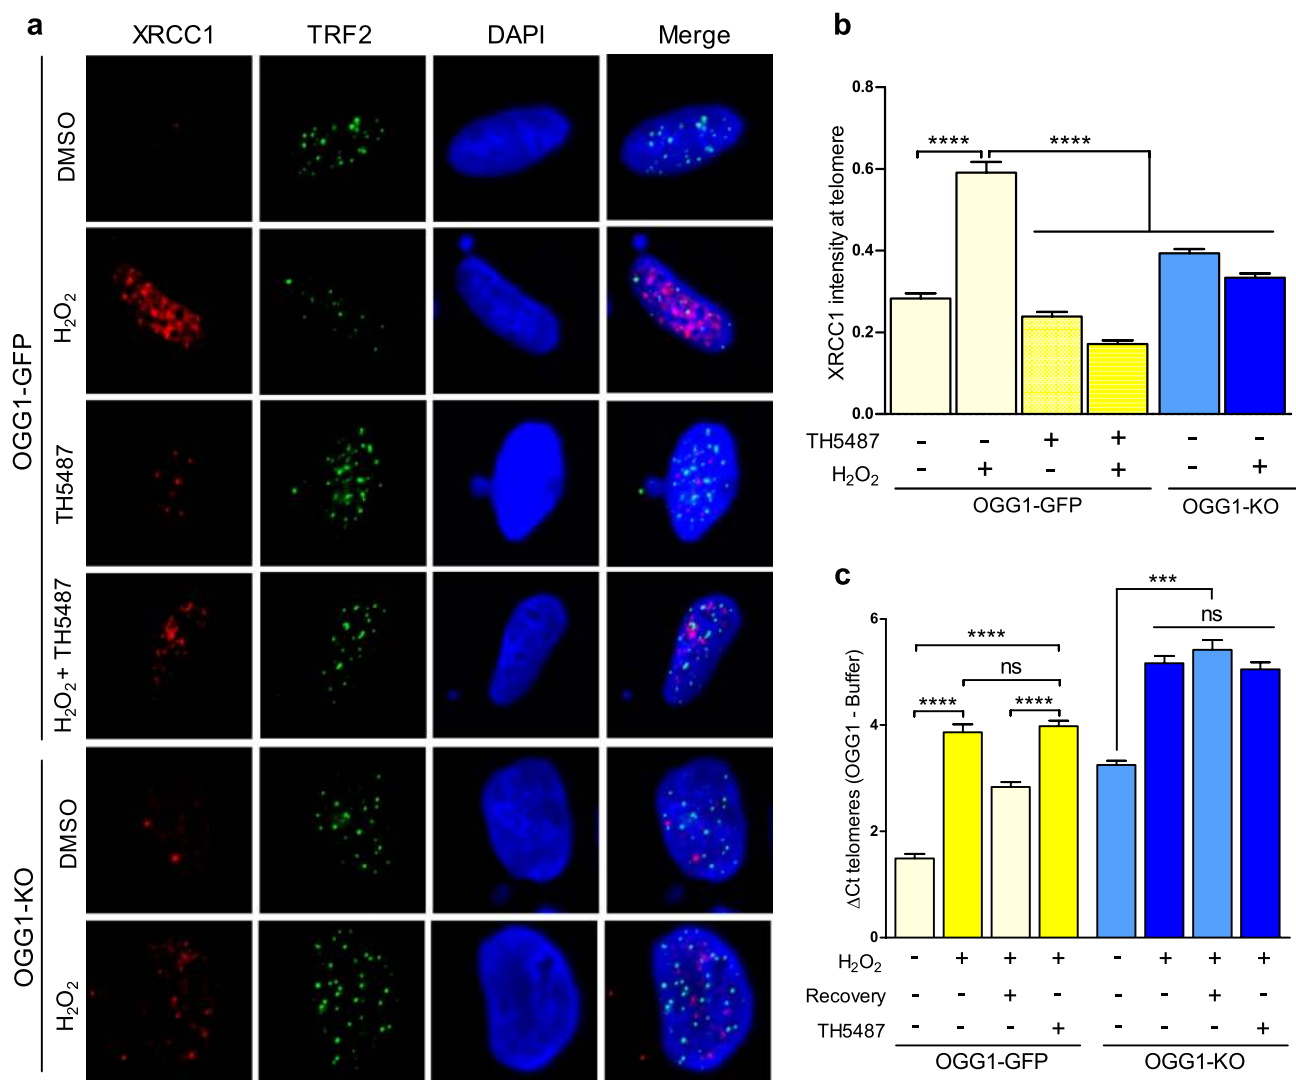 a
XRCC1 TRF2 DAPI Merge
OGG1-GFP
DMSO
H₂O₂
TH5487
H₂O₂ + TH5487
OGG1-KO
DMSO
H₂O₂
b
XRCC1 intensity at telomere
0.8
0.6
0.4
0.2
0.0
**** ****
TH5487 - - + + - -
H₂O₂ - + - + - +
OGG1-GFP OGG1-KO
c
ΔCt telomeres (OGG1 - Buffer)
6
4
2
0
***
ns
****
ns
**** ****
H₂O₂ - + + + - + + +
Recovery - - + - - - + -
TH5487 - - - + - - - +
OGG1-GFP OGG1-KO